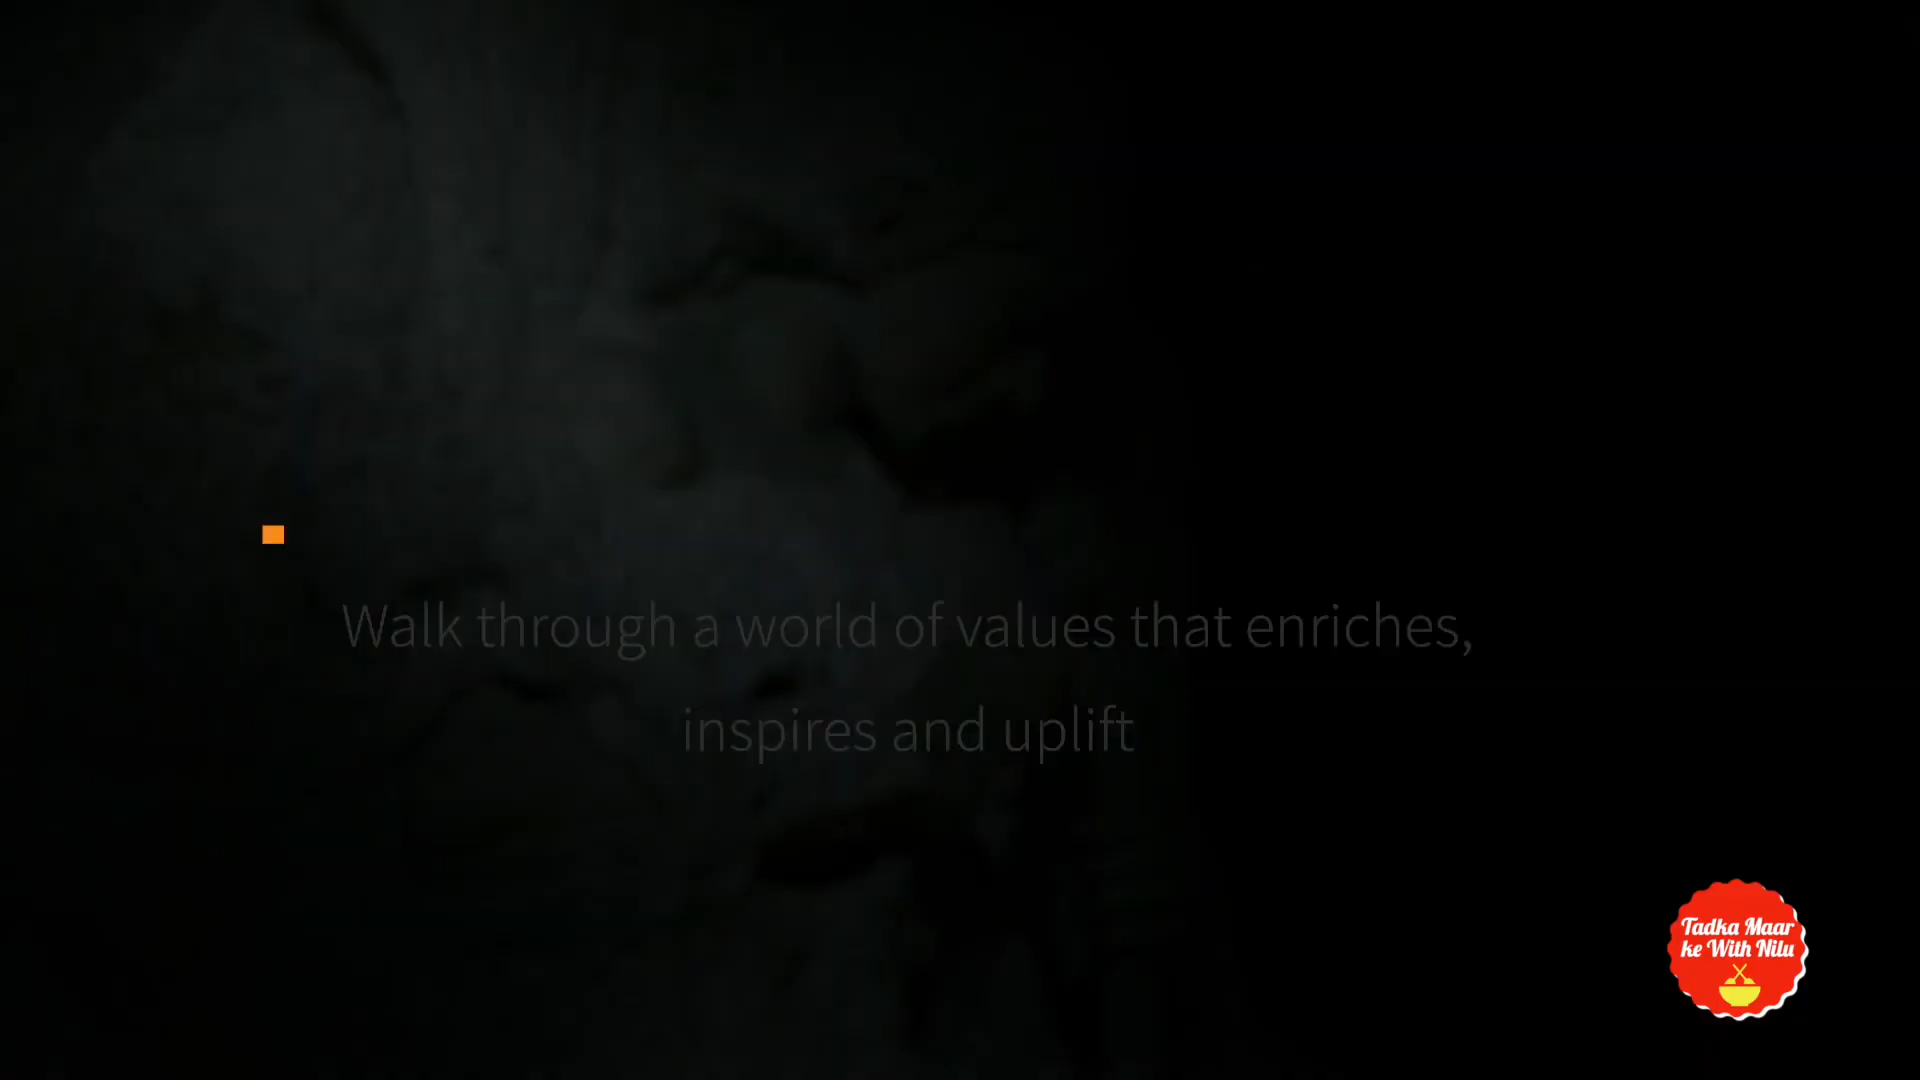 Walk through a world of values that enriches,
inspires and uplift
Tadka Maar
ke With Nilu